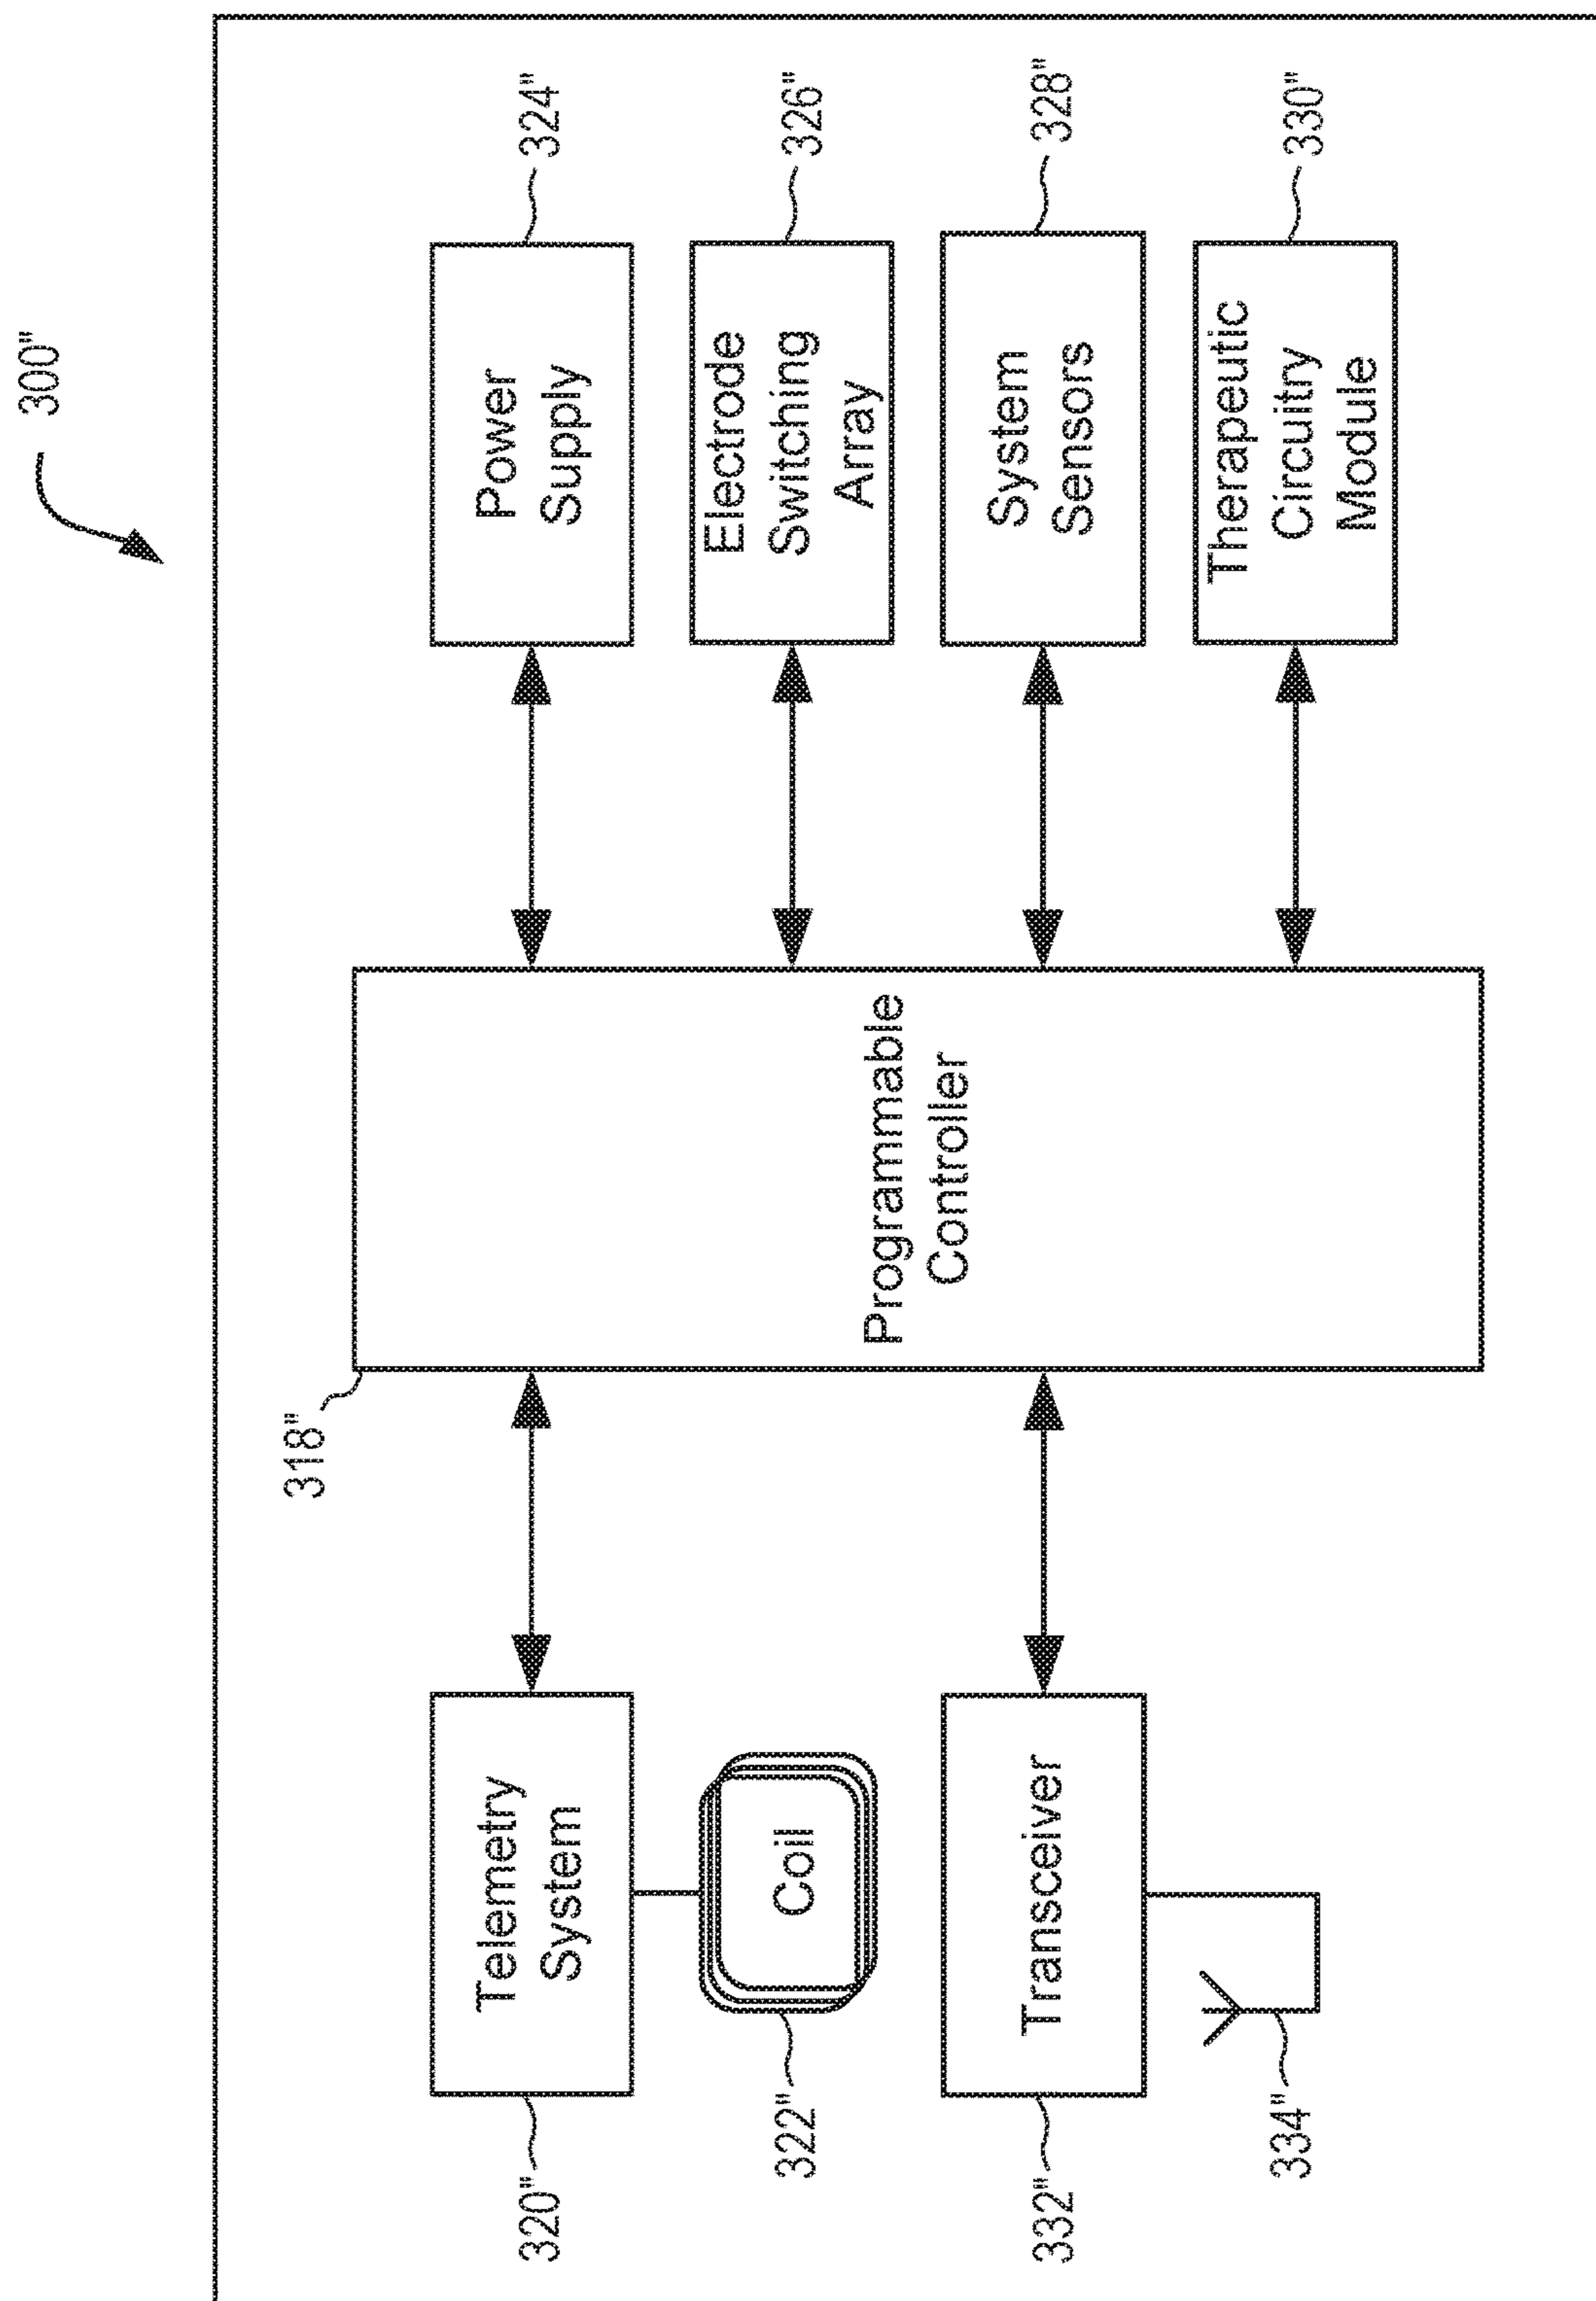 300"
318"
320"
Telemetry
System
322"
Coil
332"
Transceiver
334"
Programmable
Controller
Power
Supply
324"
Electrode
Switching
Array
326"
System
Sensors
328"
Therapeutic
Circuitry
Module
330"